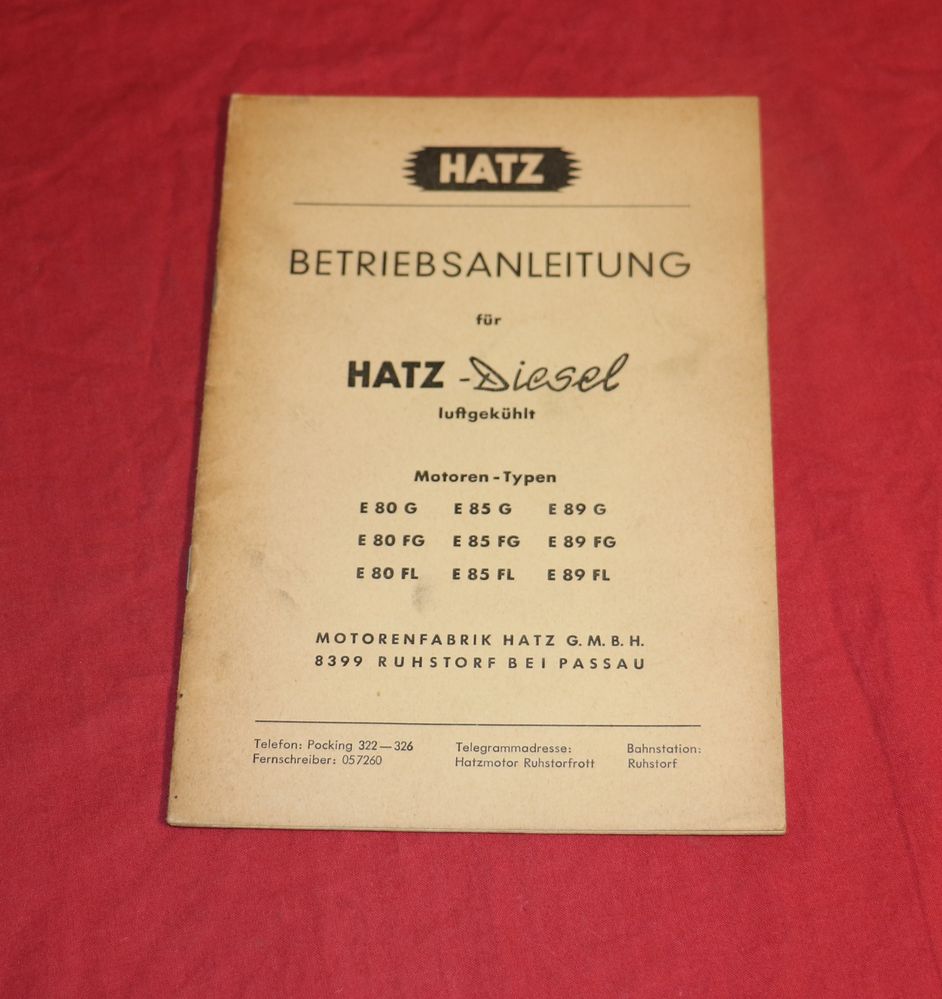 HATZ
BETRIEBSANLEITUNG
für
HATZ - Diesel
luftgekühlt
Motoren - Typen
E 80 G E 85 G E 89 G
E 80 FG E 85 FG E 89 FG
E 80 FL E 85 FL E 89 FL
MOTORENFABRIK HATZ G. M. B. H.
8399 RUHSTORF BEI PASSAU
Telefon: Pocking 322—326 Telegrammadresse: Bahnstation:
Fernschreiber: 057260 Hatzmotor Ruhstorfrott Ruhstorf